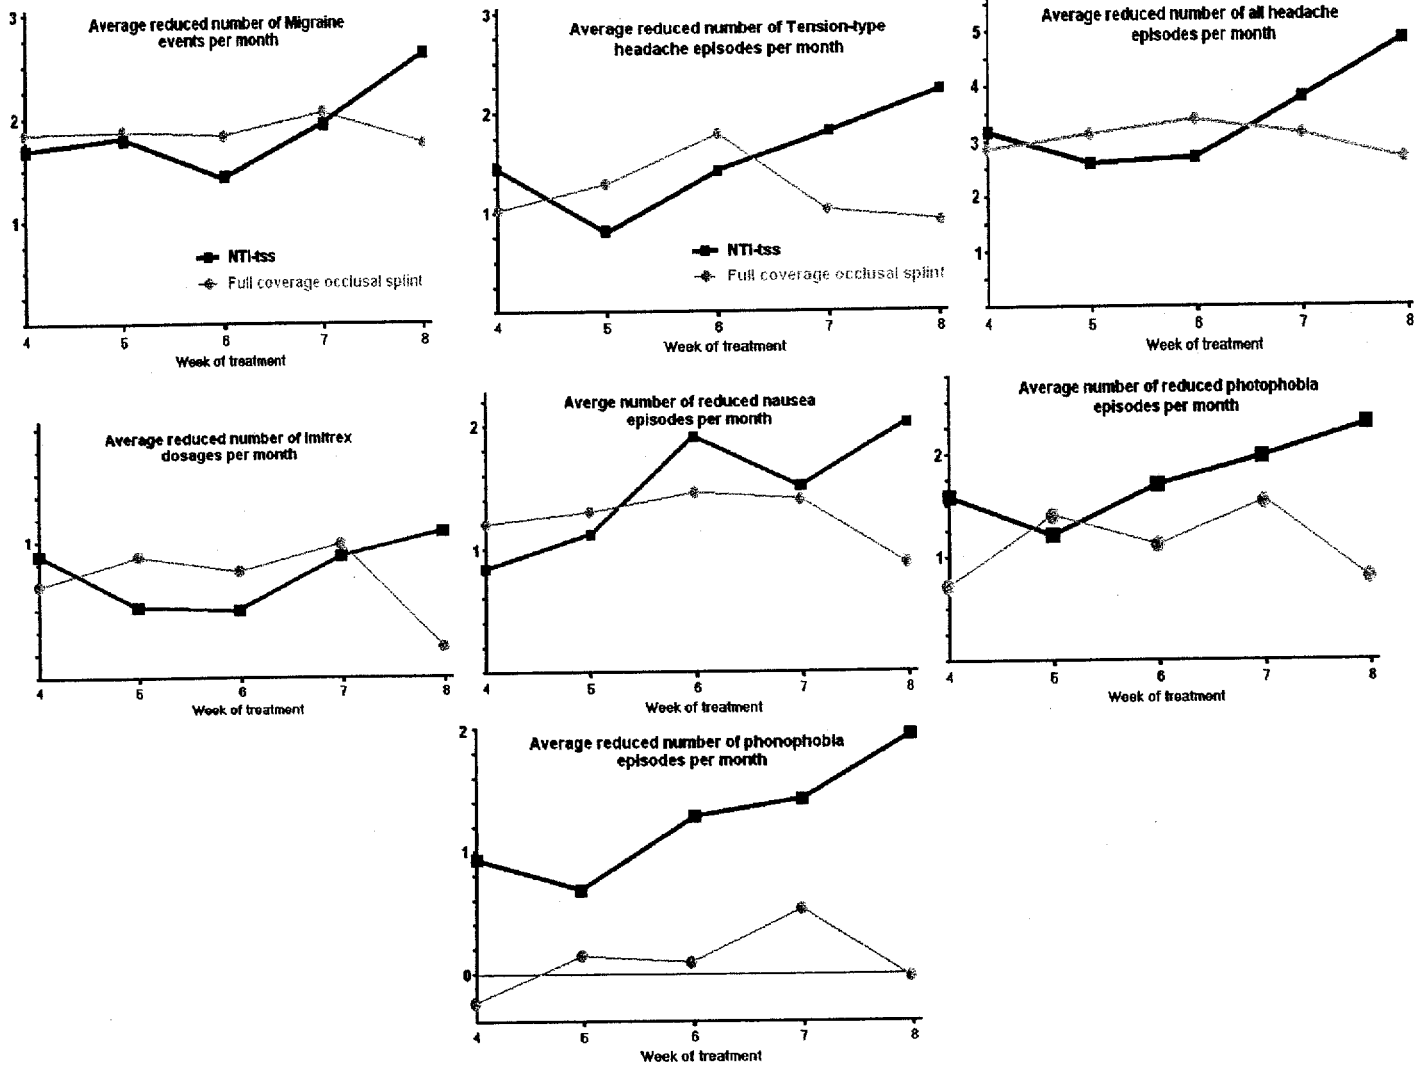 Average reduced number of Migraine
events per month
3
2
1
NTI-tss
Full coverage occlusal splint
4 5 6 7 8
Week of treatment
Average reduced number of Tension-type
headache episodes per month
3
2
1
NTI-tss
Full coverage occlusal splint
4 5 6 7 8
Week of treatment
Average reduced number of all headache
episodes per month
5
4
3
2
1
4 5 6 7 8
Week of treatment
Average reduced number of Imitrex
dosages per month
1
4 5 6 7 8
Week of treatment
Averge number of reduced nausea
episodes per month
2
1
4 5 6 7 8
Week of treatment
Average number of reduced photophobia
episodes per month
2
1
4 5 6 7 8
Week of treatment
Average reduced number of phonophobia
episodes per month
2
1
0
4 5 6 7 8
Week of treatment